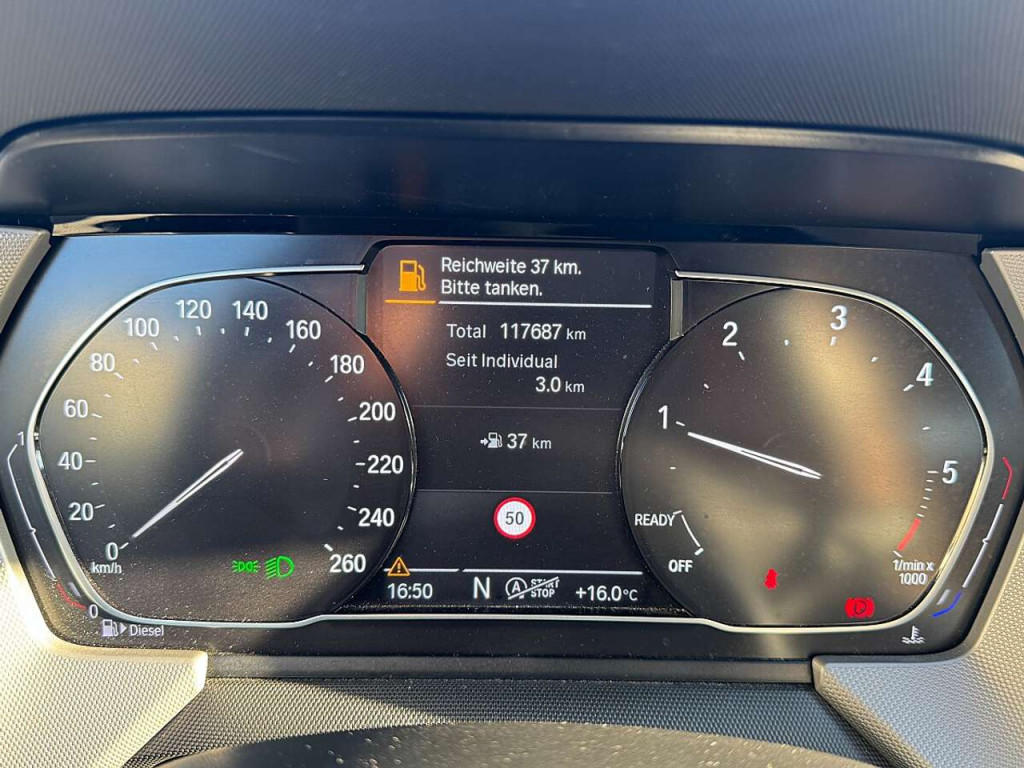 Reichweite 37 km.
Bitte tanken.
Total 117687 km
Seit Individual
3.0 km
37 km
50
16:50 N A START STOP +16.0°C
0
20
40
60
80
100
120
140
160
180
200
220
240
260
km/h
1
0
Diesel
OFF
READY
1
2
3
4
5
1/min x
1000